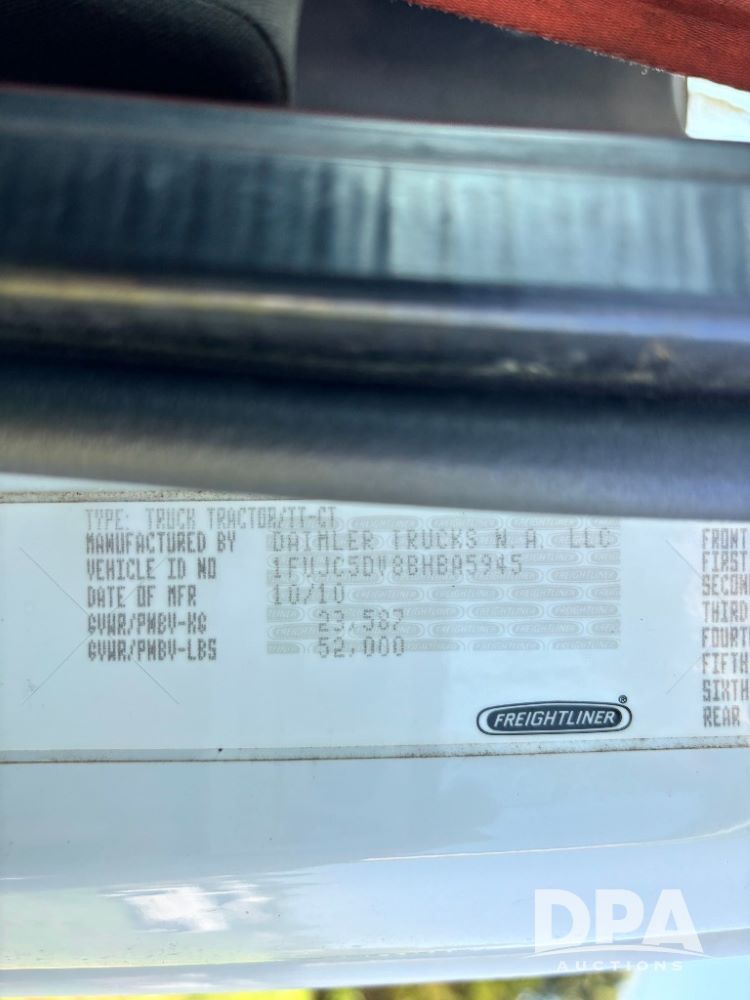 TYPE: TRUCK TRACTOR/TT-CT
MANUFACTURED BY DAIMLER TRUCKS N.A. LLC
VEHICLE ID NO 1FUJC5DV8BHBA5945
DATE OF MFR 10/10
GVWR/PNBV-KG 23,587
GVWR/PNBV-LBS 52,000
FRONT
FIRST
SECON
THIRD
FOURT
FIFTH
SIXTH
REAR
FREIGHTLINER®
DPA
AUCTIONS